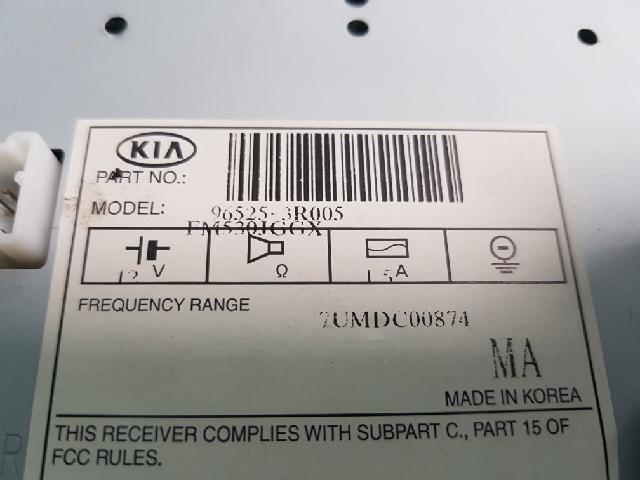 KIA
PART NO.:
MODEL: 96525-3R005
FM530JGGX
12 V Ω A
FREQUENCY RANGE
7UMDC00874
MA
MADE IN KOREA
THIS RECEIVER COMPLIES WITH SUBPART C., PART 15 OF
FCC RULES.